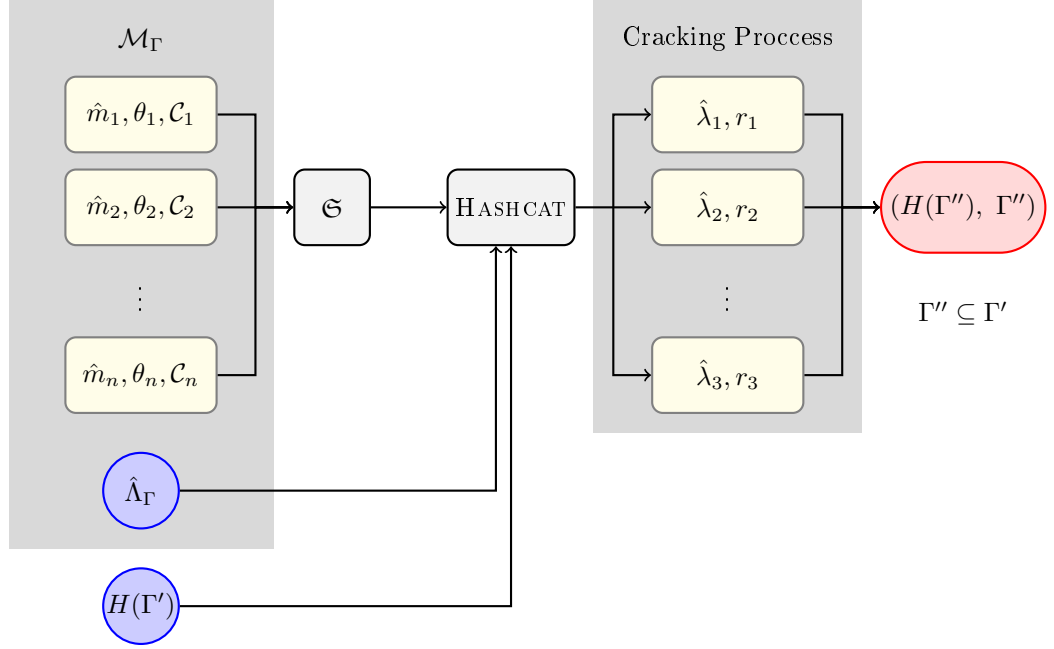 𝓜_Γ
m̂₁, θ₁, 𝒞₁
m̂₂, θ₂, 𝒞₂
⋮
m̂ₙ, θₙ, 𝒞ₙ
Λ̂_Γ
H(Γ′)
𝔖
HASHCAT
Cracking Proccess
λ̂₁, r₁
λ̂₂, r₂
⋮
λ̂₃, r₃
(H(Γ″), Γ″)
Γ″ ⊆ Γ′